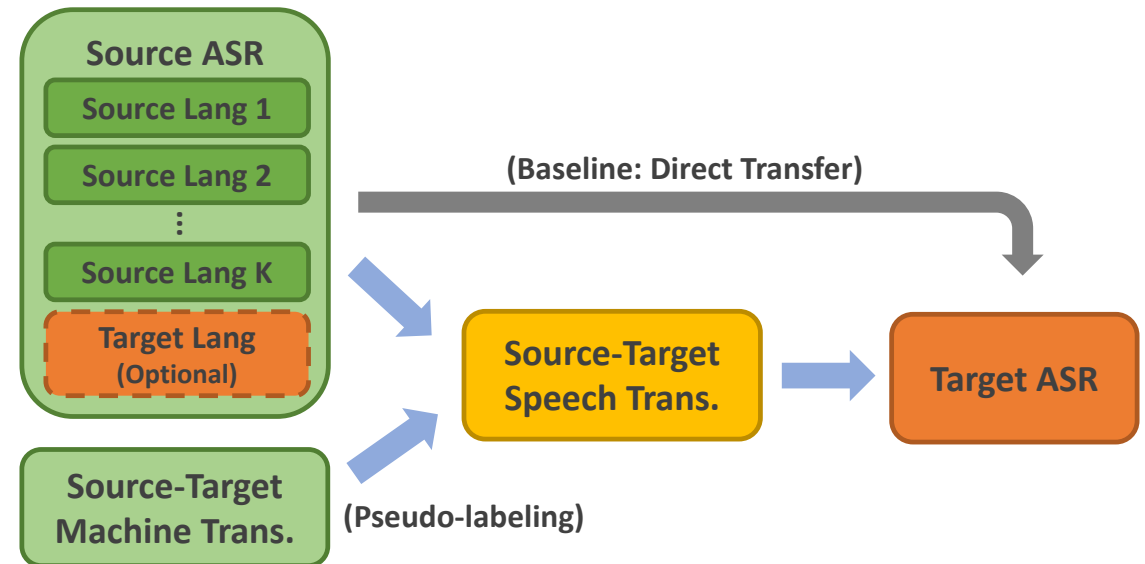 Source ASR
Source Lang 1
Source Lang 2
⋮
Source Lang K
Target Lang
(Optional)
(Baseline: Direct Transfer)
Source-Target
Speech Trans.
Target ASR
Source-Target
Machine Trans.
(Pseudo-labeling)